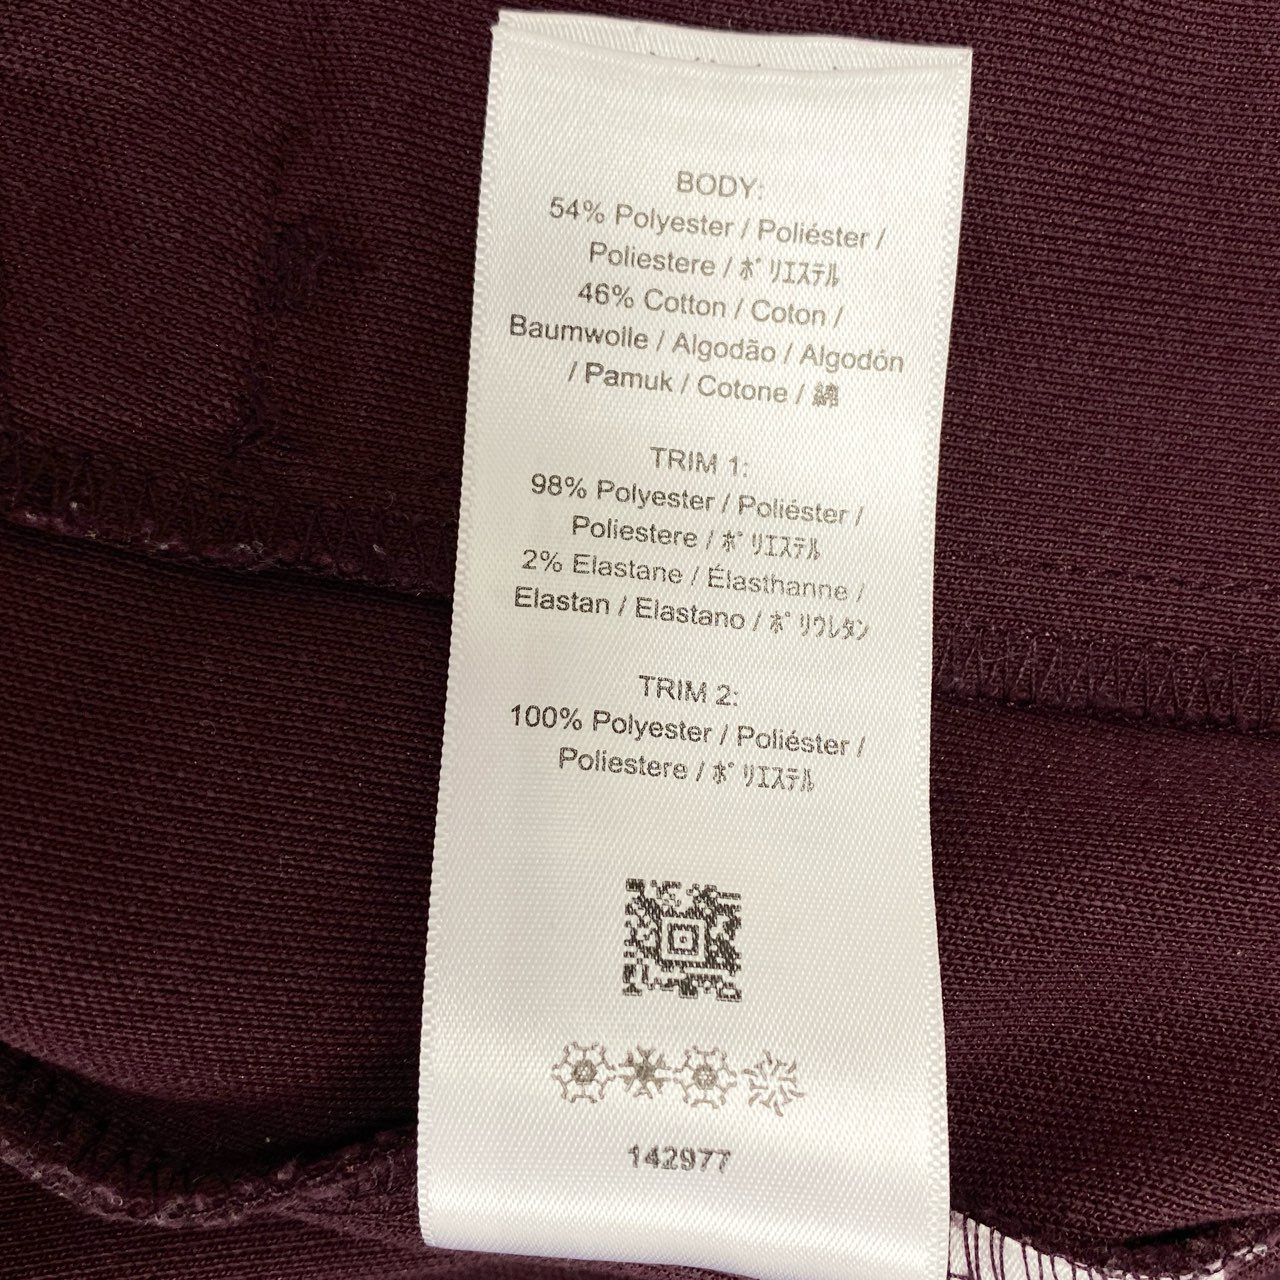 BODY:
54% Polyester / Poliéster /
Poliestere / ﾎﾟﾘｴｽﾃﾙ
46% Cotton / Coton /
Baumwolle / Algodão / Algodón
/ Pamuk / Cotone / 綿
TRIM 1:
98% Polyester / Poliéster /
Poliestere / ﾎﾟﾘｴｽﾃﾙ
2% Elastane / Élasthanne /
Elastan / Elastano / ﾎﾟﾘｳﾚﾀﾝ
TRIM 2:
100% Polyester / Poliéster /
Poliestere / ﾎﾟﾘｴｽﾃﾙ
142977